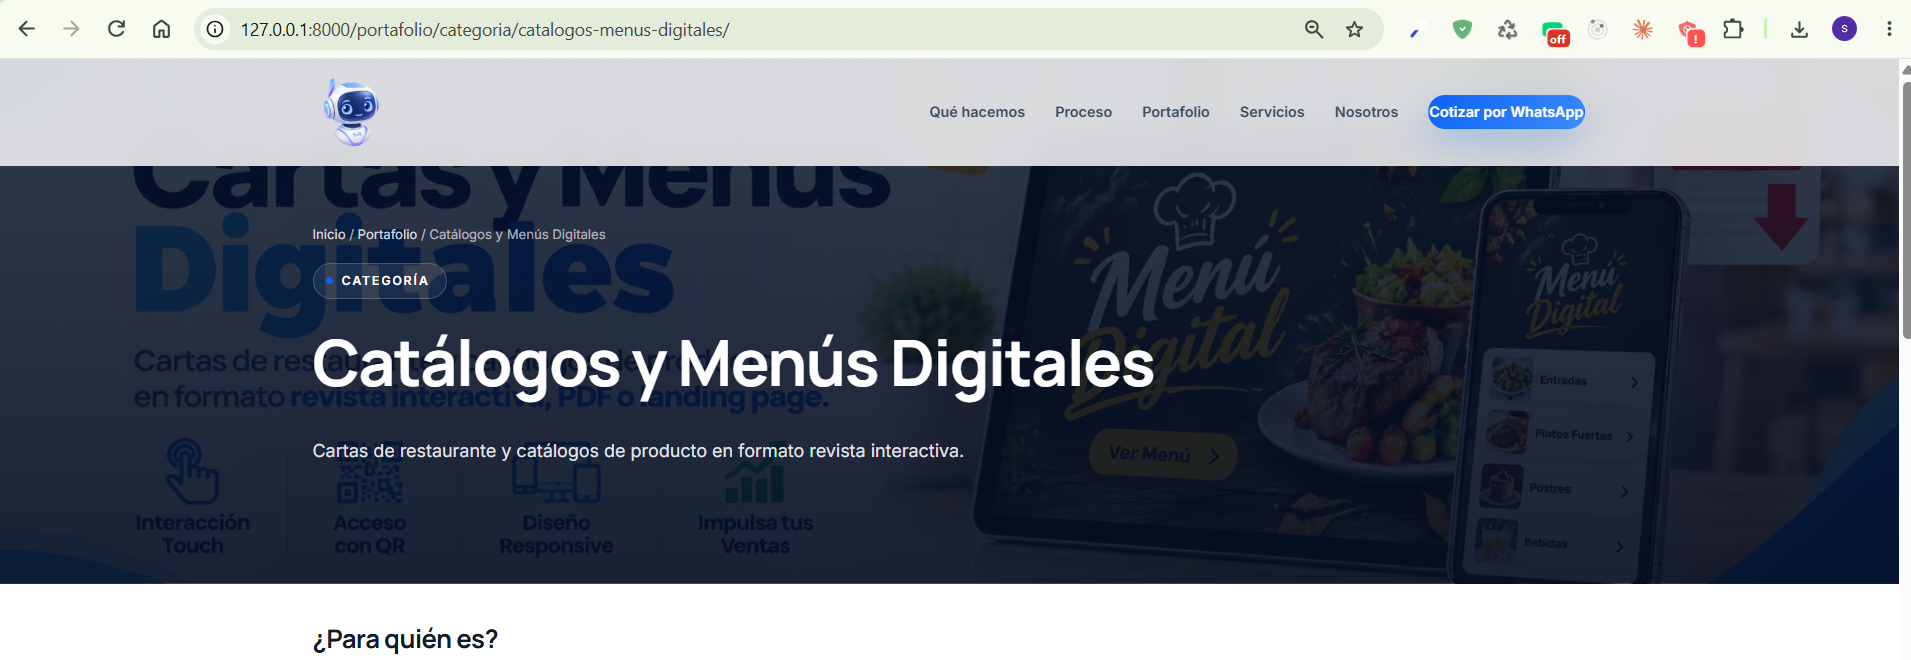 127.0.0.1:8000/portafolio/categoria/catalogos-menus-digitales/
off
!
S
Qué hacemos
Proceso
Portafolio
Servicios
Nosotros
Cotizar por WhatsApp
Cartas y Menús
Digitales
Inicio / Portafolio / Catálogos y Menús Digitales
CATEGORÍA
Catálogos y Menús Digitales
Cartas de
en formato revista interactiva, PDF o landing page.
Cartas de restaurante y catálogos de producto en formato revista interactiva.
Interacción
Touch
Acceso
con QR
Diseño
Responsive
Impulsa tus
Ventas
Menú
Digital
Ver Menú
Menú
Digital
Entradas
Platos Fuertes
Postres
Bebidas
¿Para quién es?